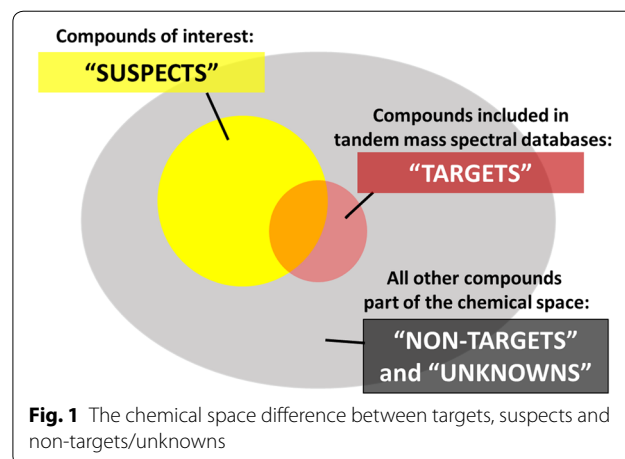 Compounds of interest:
“SUSPECTS”
Compounds included in
tandem mass spectral databases:
“TARGETS”
All other compounds
part of the chemical space:
“NON-TARGETS”
and “UNKNOWNS”
Fig. 1 The chemical space difference between targets, suspects and
non-targets/unknowns